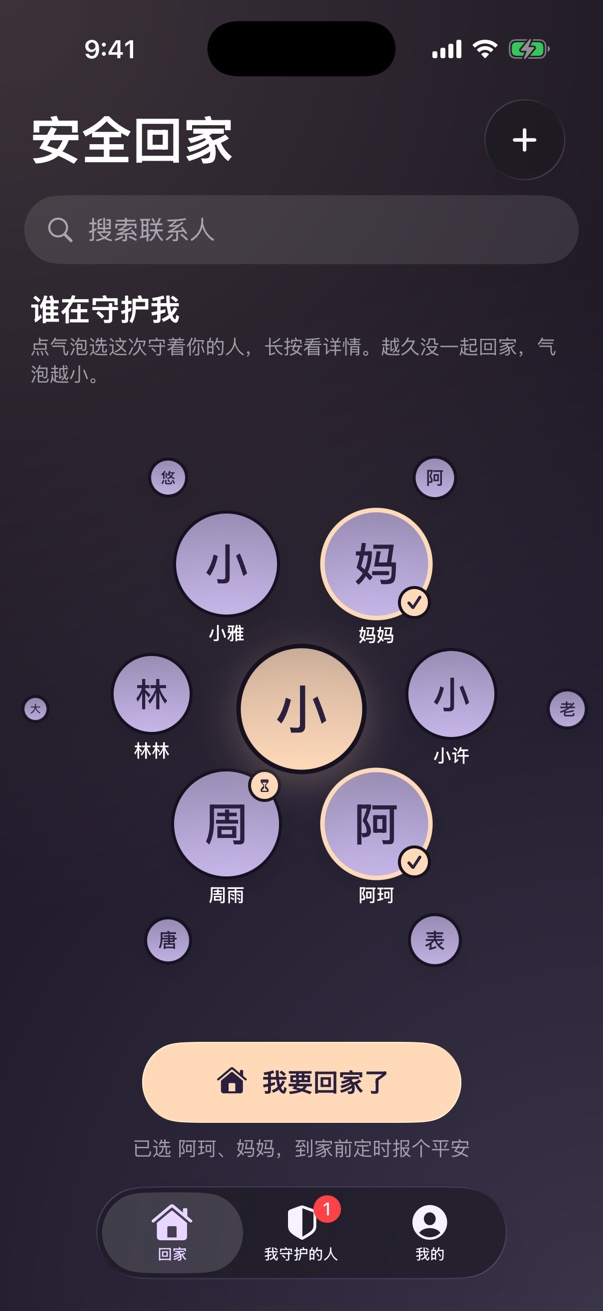 9:41
安全回家
搜索联系人
谁在守护我
点气泡选这次守着你的人，长按看详情。越久没一起回家，气
泡越小。
悠
阿
小
妈
小雅
妈妈
大
林
小
小
老
林林
小许
周
阿
周雨
阿珂
唐
表
我要回家了
已选 阿珂、妈妈，到家前定时报个平安
1
回家
我守护的人
我的